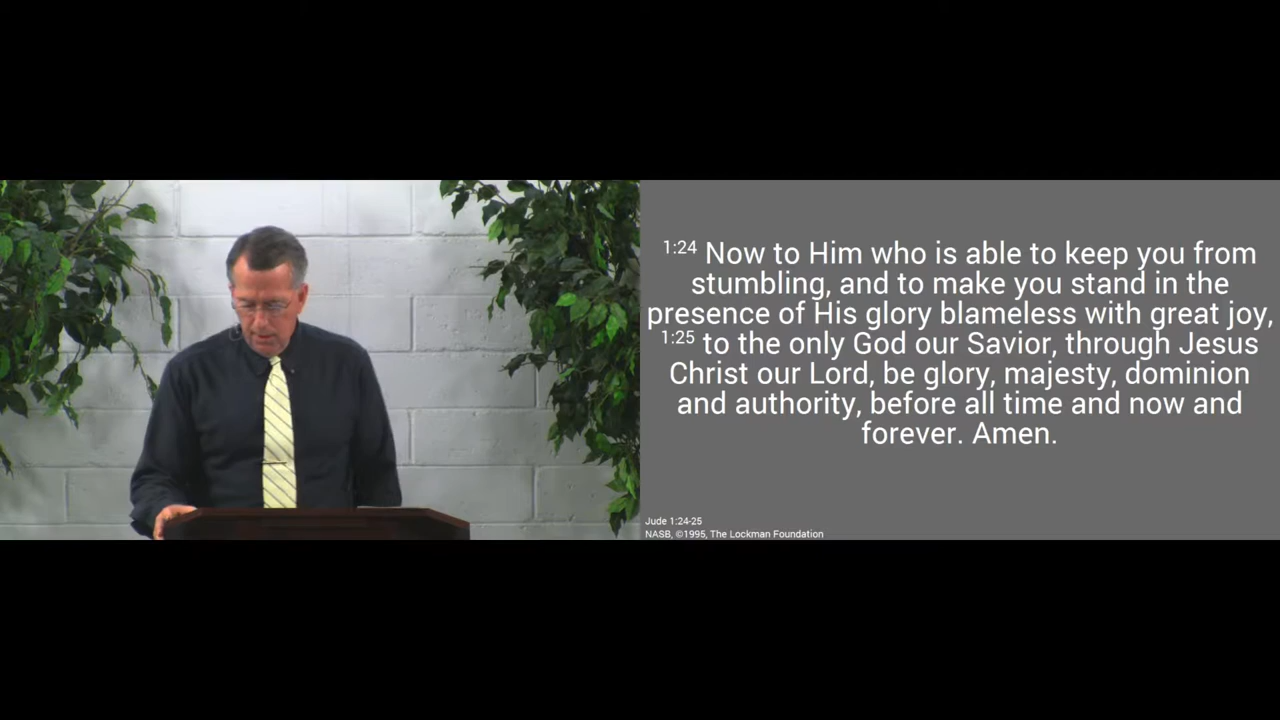 1:24 Now to Him who is able to keep you from
stumbling, and to make you stand in the
presence of His glory blameless with great joy,
1:25 to the only God our Savior, through Jesus
Christ our Lord, be glory, majesty, dominion
and authority, before all time and now and
forever. Amen.
Jude 1:24-25
NASB, ©1995, The Lockman Foundation